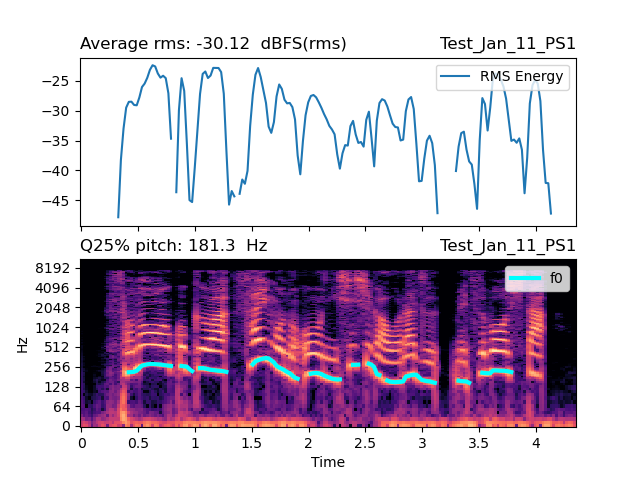 Average rms: -30.12 dBFS(rms) Test_Jan_11_PS1
RMS Energy
−25
−30
−35
−40
−45
Q25% pitch: 181.3 Hz Test_Jan_11_PS1
f0
8192
4096
2048
1024
512
256
128
64
0
Hz
0 0.5 1 1.5 2 2.5 3 3.5 4
Time